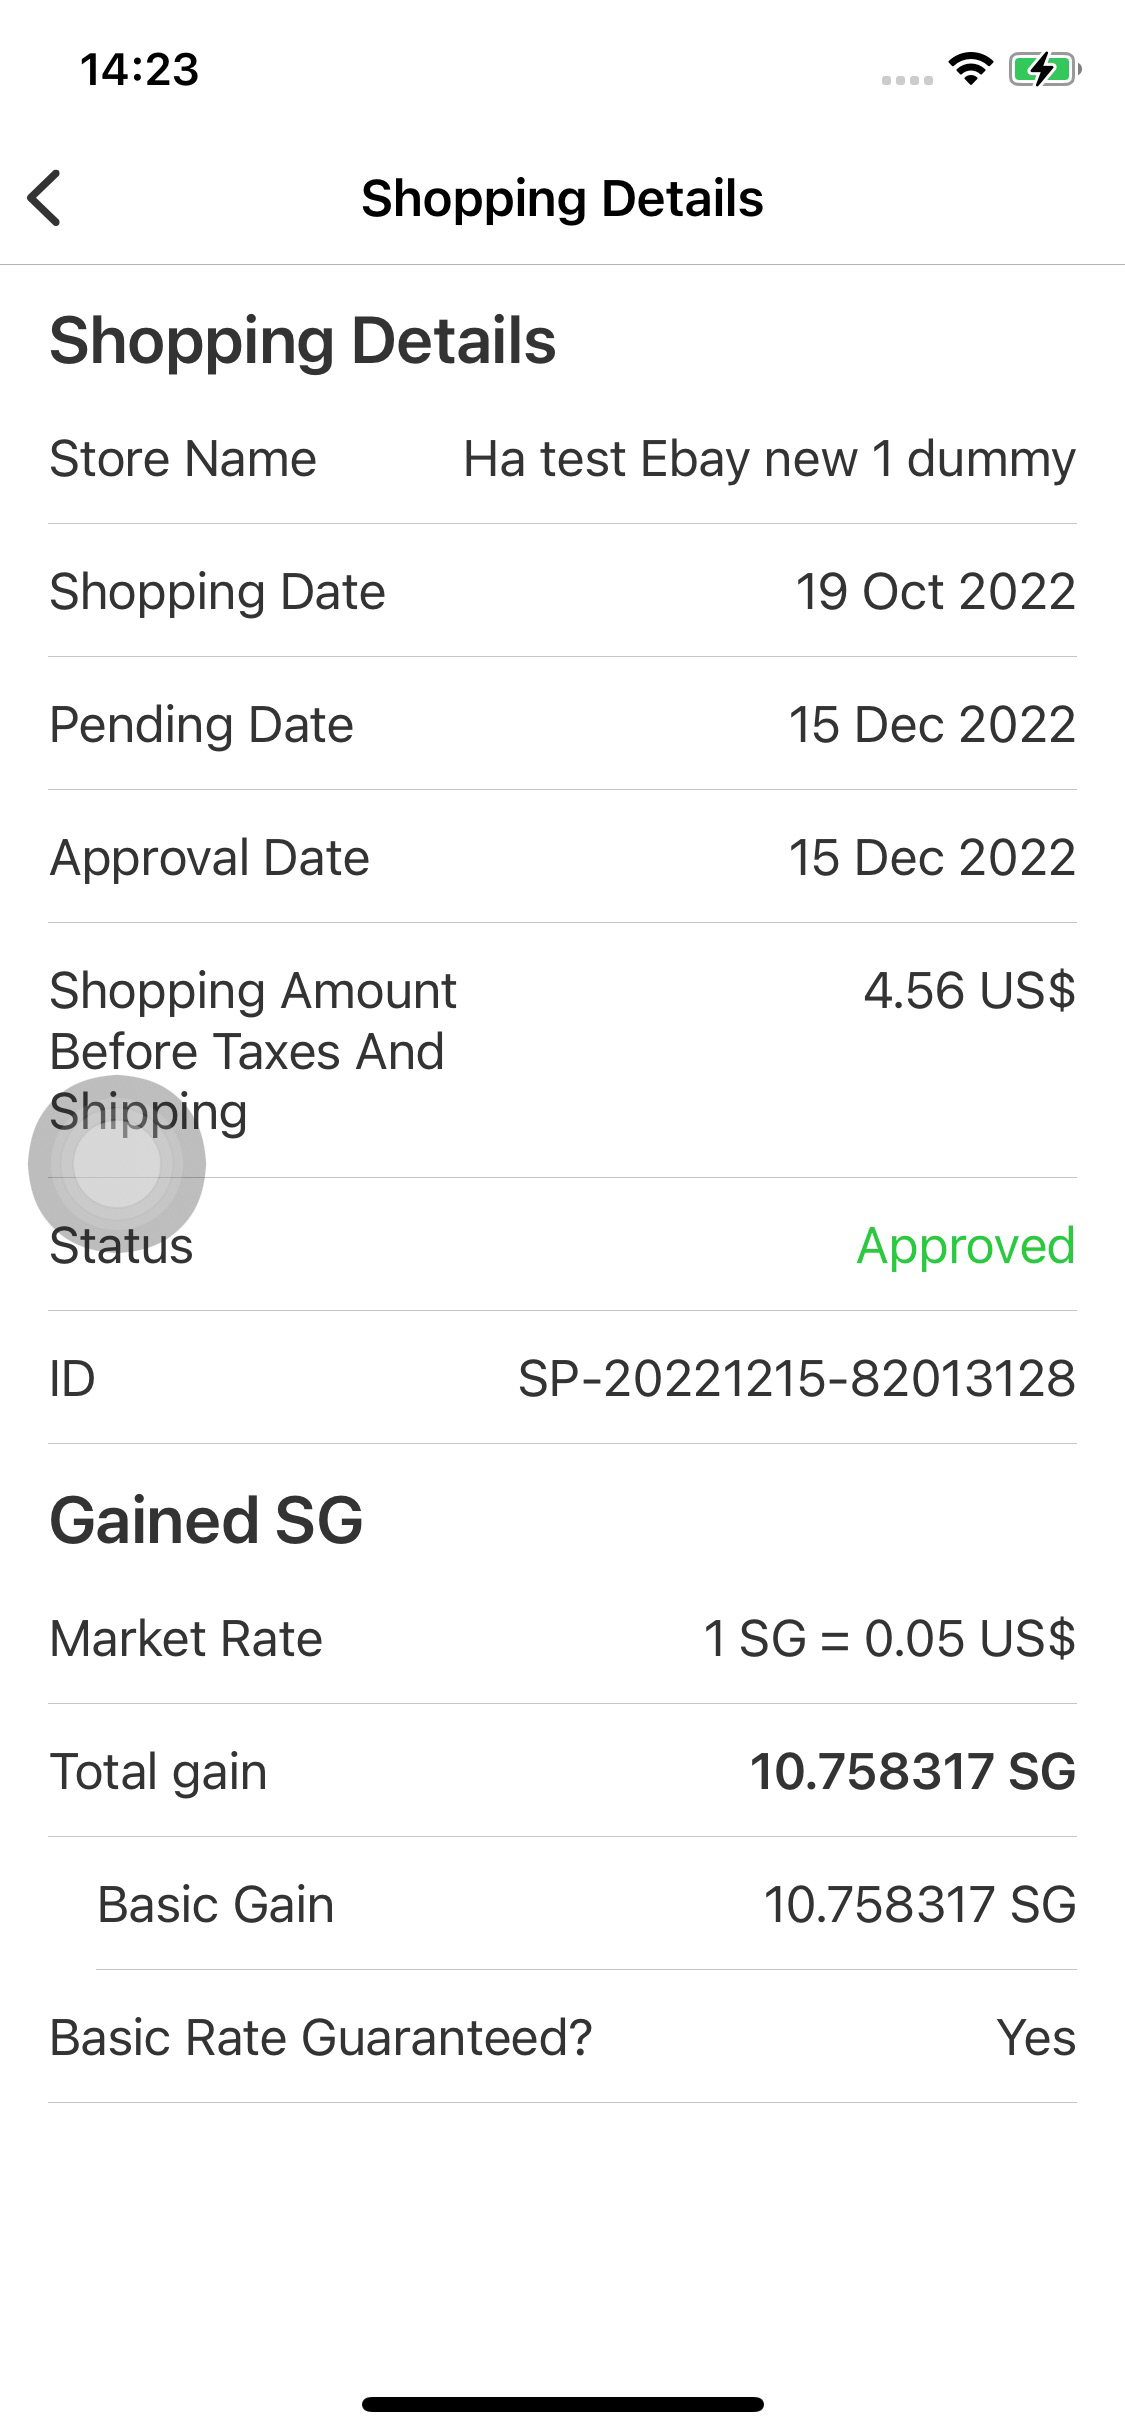 14:23
Shopping Details
Shopping Details
Store Name Ha test Ebay new 1 dummy
Shopping Date 19 Oct 2022
Pending Date 15 Dec 2022
Approval Date 15 Dec 2022
Shopping Amount 4.56 US$
Before Taxes And
Shipping
Status Approved
ID SP-20221215-82013128
Gained SG
Market Rate 1 SG = 0.05 US$
Total gain 10.758317 SG
Basic Gain 10.758317 SG
Basic Rate Guaranteed? Yes